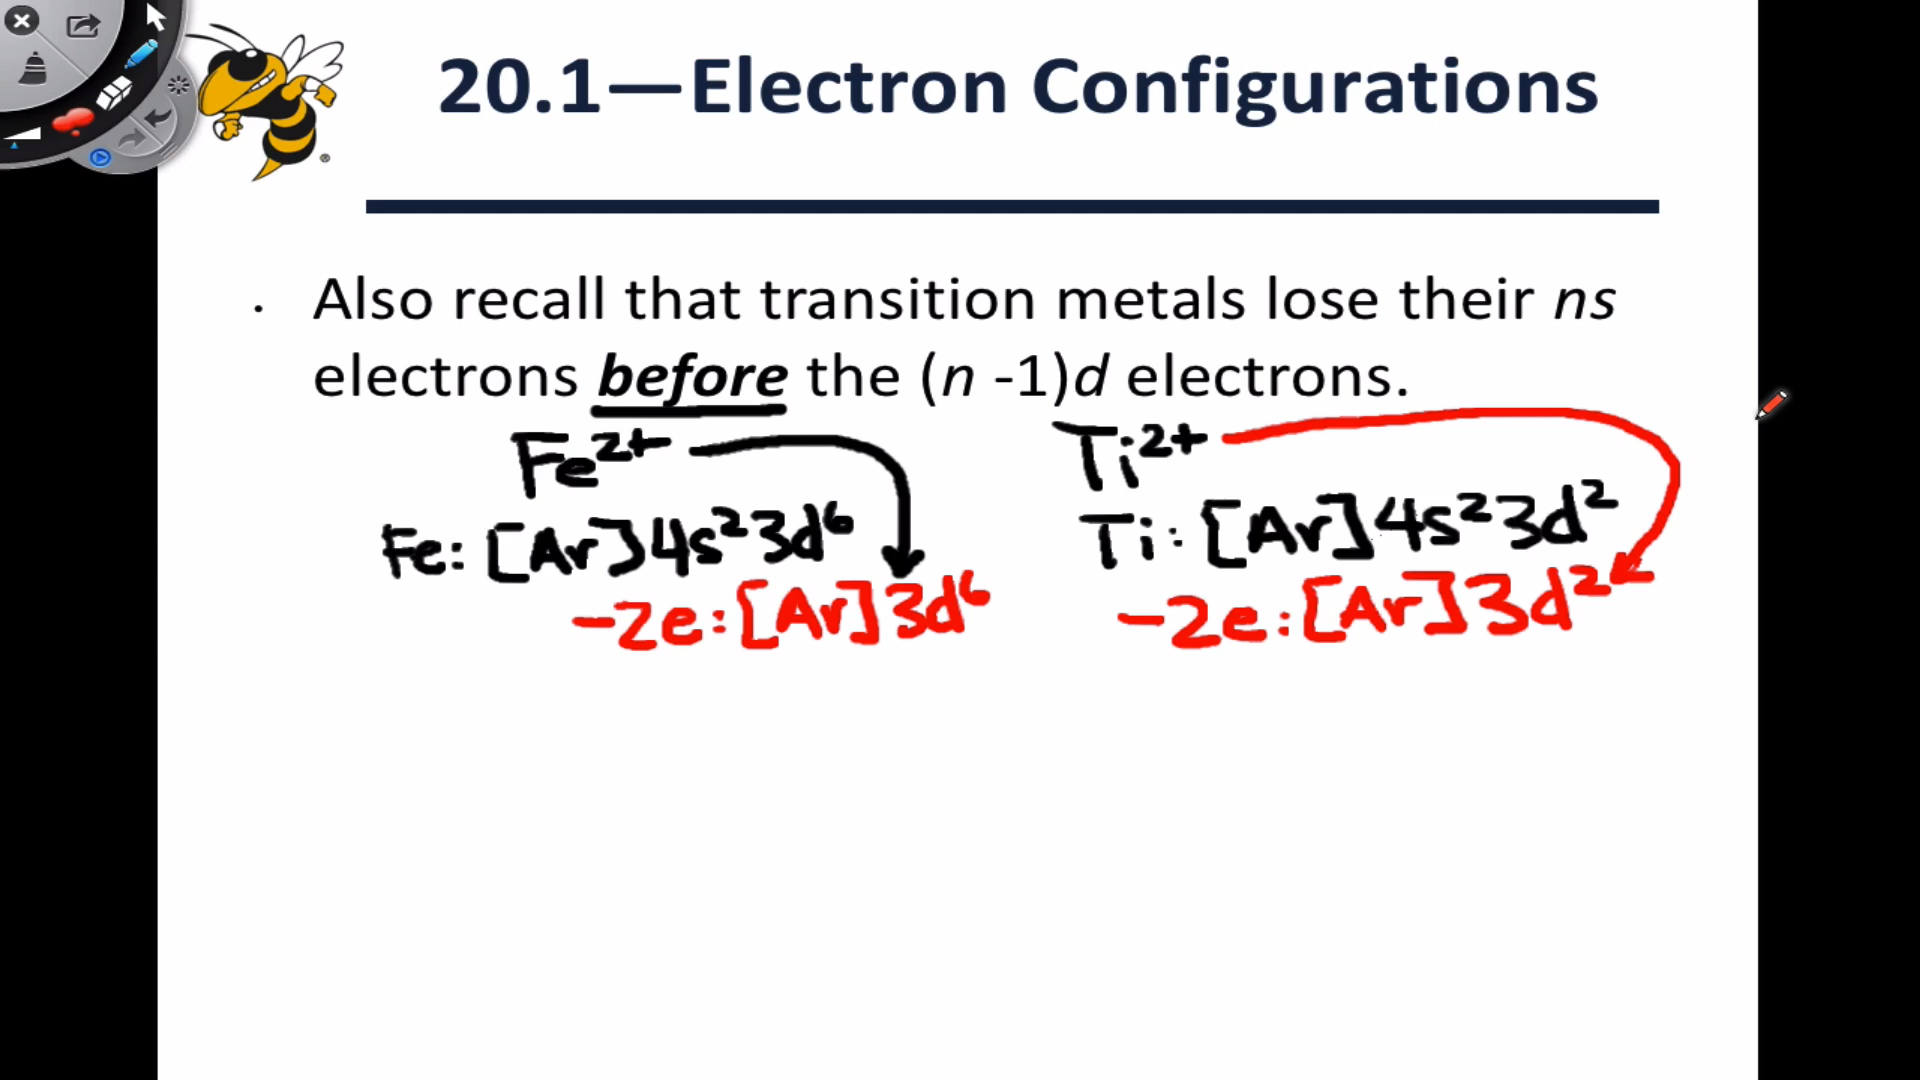 20.1—Electron Configurations
· Also recall that transition metals lose their ns
electrons before the (n -1)d electrons.
Fe²⁺
Fe: [Ar]4s²3d⁶
-2e: [Ar]3d⁶
Ti²⁺
Ti: [Ar]4s²3d²
-2e: [Ar]3d²
®